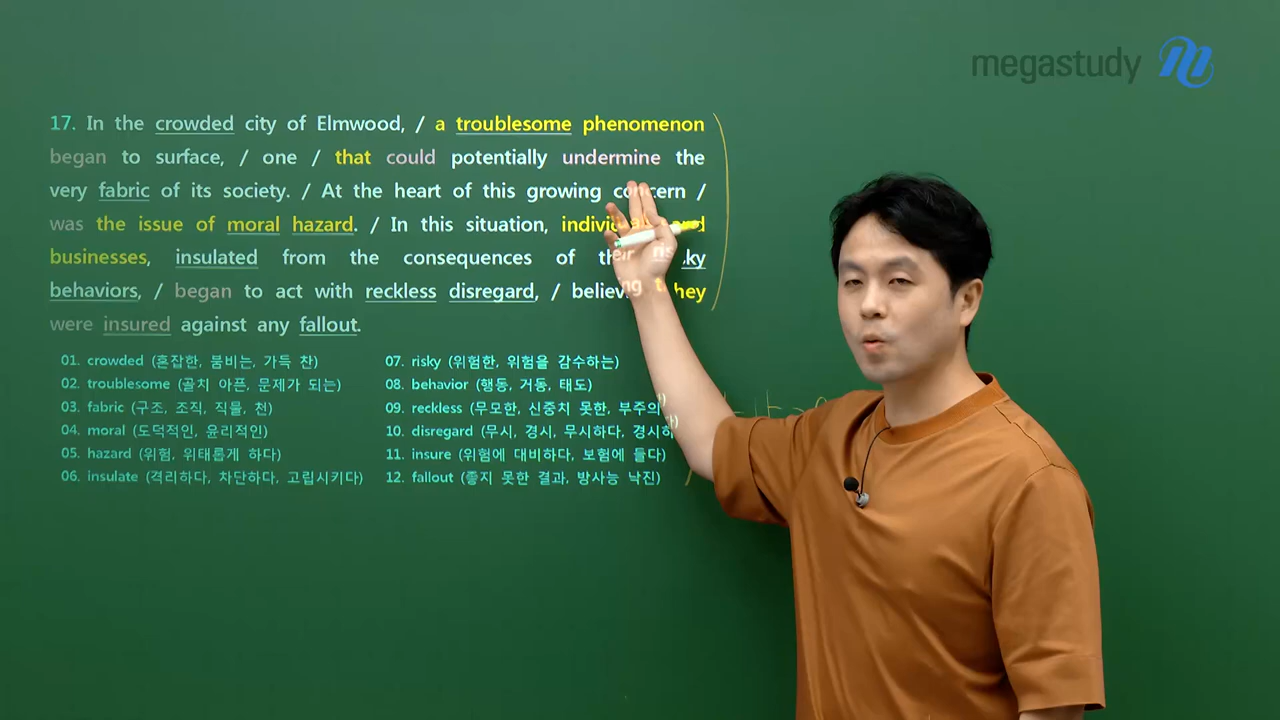 megastudy
17. In the crowded city of Elmwood, / a troublesome phenomenon
began to surface, / one / that could potentially undermine the
very fabric of its society. / At the heart of this growing concern /
was the issue of moral hazard. / In this situation,
businesses, insulated from the consequences of their risky
behaviors, / began to act with reckless disregard, / they
were insured against any fallout.
01. crowded (혼잡한, 붐비는, 가득 찬)
02. troublesome (골치 아픈, 문제가 되는)
03. fabric (구조, 조직, 직물, 천)
04. moral (도덕적인, 윤리적인)
05. hazard (위험, 위태롭게 하다)
06. insulate (격리하다, 차단하다, 고립시키다)
07. risky (위험한, 위험을 감수하는)
08. behavior (행동, 거동, 태도)
09. reckless (무모한, 신중치 못한,
10. disregard (무시, 경시, 무시하다,
11. insure (위험에 대비하다, 보험에 들다)
12. fallout (좋지 못한 결과, 방사능 낙진)